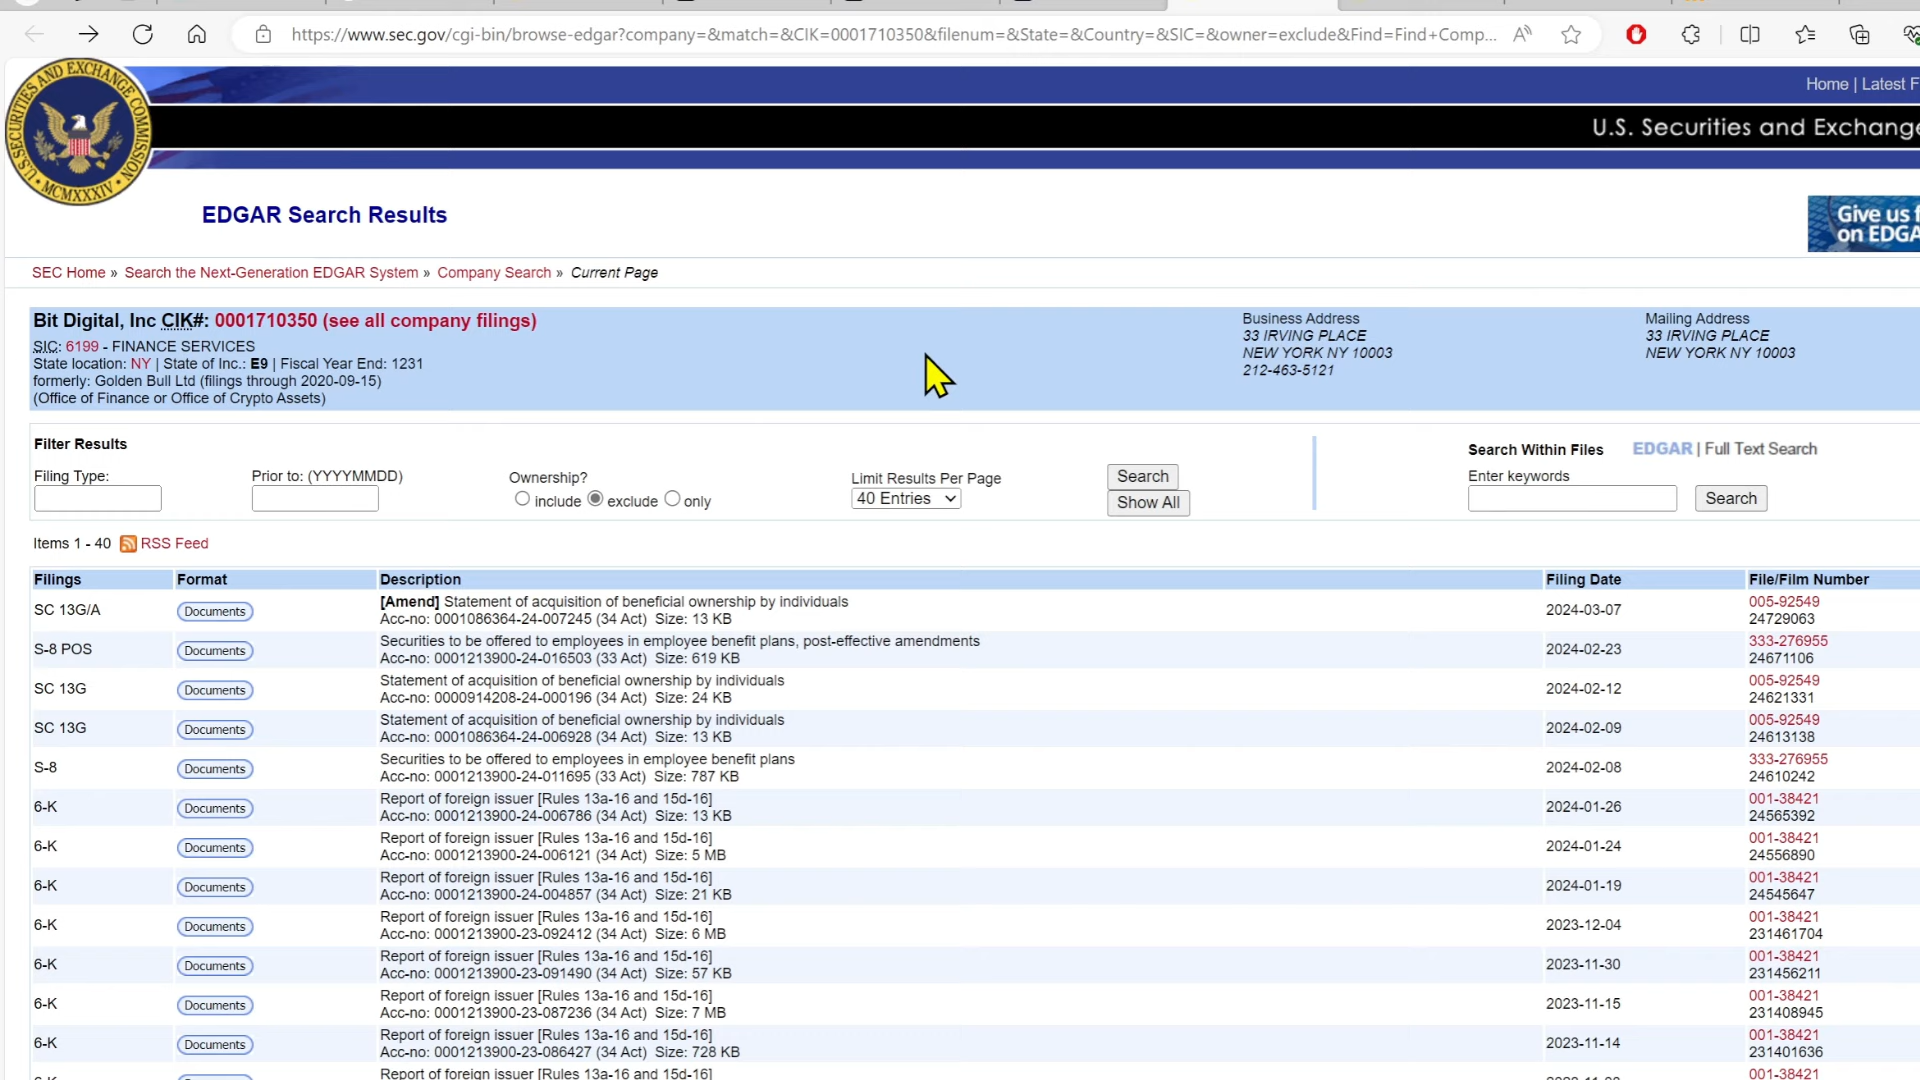 https://www.sec.gov/cgi-bin/browse-edgar?company=&match=&CIK=0001710350&filenum=&State=&Country=&SIC=&owner=exclude&Find=Find+Comp...
Home | Latest F
SECURITIES AND EXCHANGE COMMISSION
U.S.
MCMXXXIV
U.S. Securities and Exchange
EDGAR Search Results
Give us f
on EDGA
SEC Home » Search the Next-Generation EDGAR System » Company Search » Current Page
Bit Digital, Inc CIK#: 0001710350 (see all company filings)
SIC: 6199 - FINANCE SERVICES
State location: NY | State of Inc.: E9 | Fiscal Year End: 1231
formerly: Golden Bull Ltd (filings through 2020-09-15)
(Office of Finance or Office of Crypto Assets)
Business Address
33 IRVING PLACE
NEW YORK NY 10003
212-463-5121
Mailing Address
33 IRVING PLACE
NEW YORK NY 10003
Filter Results
Filing Type:
Prior to: (YYYYMMDD)
Ownership?
include exclude only
Limit Results Per Page
40 Entries
Search
Show All
Search Within Files
EDGAR | Full Text Search
Enter keywords
Search
Items 1 - 40 RSS Feed
Filings Format Description Filing Date File/Film Number
SC 13G/A Documents [Amend] Statement of acquisition of beneficial ownership by individuals 2024-03-07 005-92549
Acc-no: 0001086364-24-007245 (34 Act) Size: 13 KB 24729063
S-8 POS Documents Securities to be offered to employees in employee benefit plans, post-effective amendments 2024-02-23 333-276955
Acc-no: 0001213900-24-016503 (33 Act) Size: 619 KB 24671106
SC 13G Documents Statement of acquisition of beneficial ownership by individuals 2024-02-12 005-92549
Acc-no: 0000914208-24-000196 (34 Act) Size: 24 KB 24621331
SC 13G Documents Statement of acquisition of beneficial ownership by individuals 2024-02-09 005-92549
Acc-no: 0001086364-24-006928 (34 Act) Size: 13 KB 24613138
S-8 Documents Securities to be offered to employees in employee benefit plans 2024-02-08 333-276955
Acc-no: 0001213900-24-011695 (33 Act) Size: 787 KB 24610242
6-K Documents Report of foreign issuer [Rules 13a-16 and 15d-16] 2024-01-26 001-38421
Acc-no: 0001213900-24-006786 (34 Act) Size: 13 KB 24565392
6-K Documents Report of foreign issuer [Rules 13a-16 and 15d-16] 2024-01-24 001-38421
Acc-no: 0001213900-24-006121 (34 Act) Size: 5 MB 24556890
6-K Documents Report of foreign issuer [Rules 13a-16 and 15d-16] 2024-01-19 001-38421
Acc-no: 0001213900-24-004857 (34 Act) Size: 21 KB 24545647
6-K Documents Report of foreign issuer [Rules 13a-16 and 15d-16] 2023-12-04 001-38421
Acc-no: 0001213900-23-092412 (34 Act) Size: 6 MB 231461704
6-K Documents Report of foreign issuer [Rules 13a-16 and 15d-16] 2023-11-30 001-38421
Acc-no: 0001213900-23-091490 (34 Act) Size: 57 KB 231456211
6-K Documents Report of foreign issuer [Rules 13a-16 and 15d-16] 2023-11-15 001-38421
Acc-no: 0001213900-23-087236 (34 Act) Size: 7 MB 231408945
6-K Documents Report of foreign issuer [Rules 13a-16 and 15d-16] 2023-11-14 001-38421
Acc-no: 0001213900-23-086427 (34 Act) Size: 728 KB 231401636
Report of foreign issuer [Rules 13a-16 and 15d-16] 001-38421